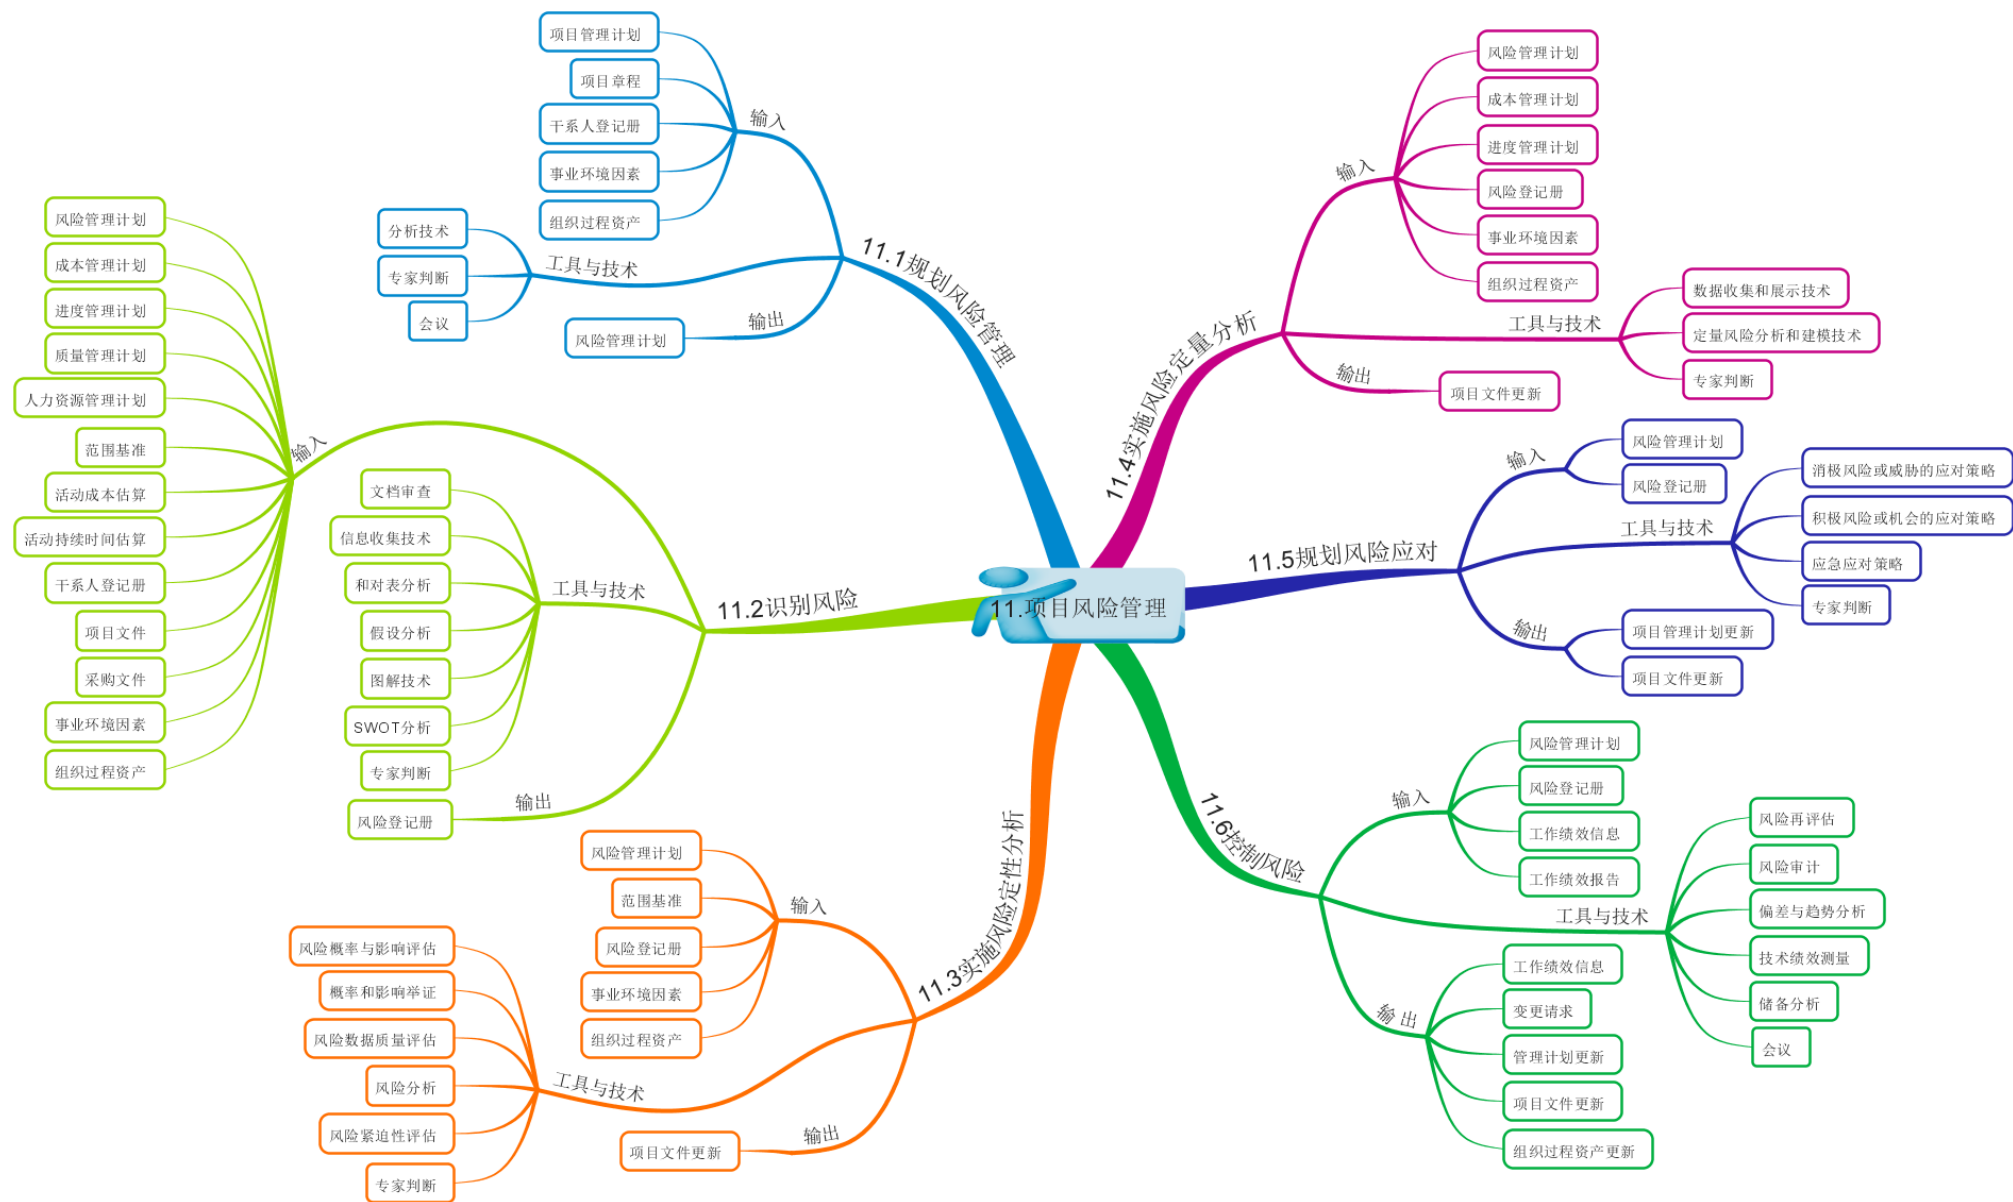 11.项目风险管理
11.1规划风险管理
输入
项目管理计划
项目章程
干系人登记册
事业环境因素
组织过程资产
工具与技术
分析技术
专家判断
会议
输出
风险管理计划
11.2识别风险
输入
风险管理计划
成本管理计划
进度管理计划
质量管理计划
人力资源管理计划
范围基准
活动成本估算
活动持续时间估算
干系人登记册
项目文件
采购文件
事业环境因素
组织过程资产
工具与技术
文档审查
信息收集技术
和对表分析
假设分析
图解技术
SWOT分析
专家判断
输出
风险登记册
11.3实施风险定性分析
输入
风险管理计划
范围基准
风险登记册
事业环境因素
组织过程资产
工具与技术
风险概率与影响评估
概率和影响举证
风险数据质量评估
风险分析
风险紧迫性评估
专家判断
输出
项目文件更新
11.4实施风险定量分析
输入
风险管理计划
成本管理计划
进度管理计划
风险登记册
事业环境因素
组织过程资产
工具与技术
数据收集和展示技术
定量风险分析和建模技术
专家判断
输出
项目文件更新
11.5规划风险应对
输入
风险管理计划
风险登记册
工具与技术
消极风险或威胁的应对策略
积极风险或机会的应对策略
应急应对策略
专家判断
输出
项目管理计划更新
项目文件更新
11.6控制风险
输入
风险管理计划
风险登记册
工作绩效信息
工作绩效报告
工具与技术
风险再评估
风险审计
偏差与趋势分析
技术绩效测量
储备分析
会议
输出
工作绩效信息
变更请求
管理计划更新
项目文件更新
组织过程资产更新